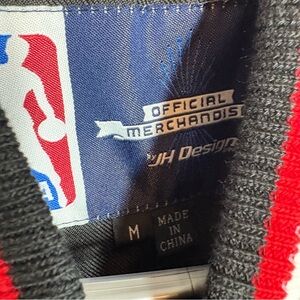 OFFICIAL
MERCHANDIS
JH Design
M
MADE
IN
CHINA